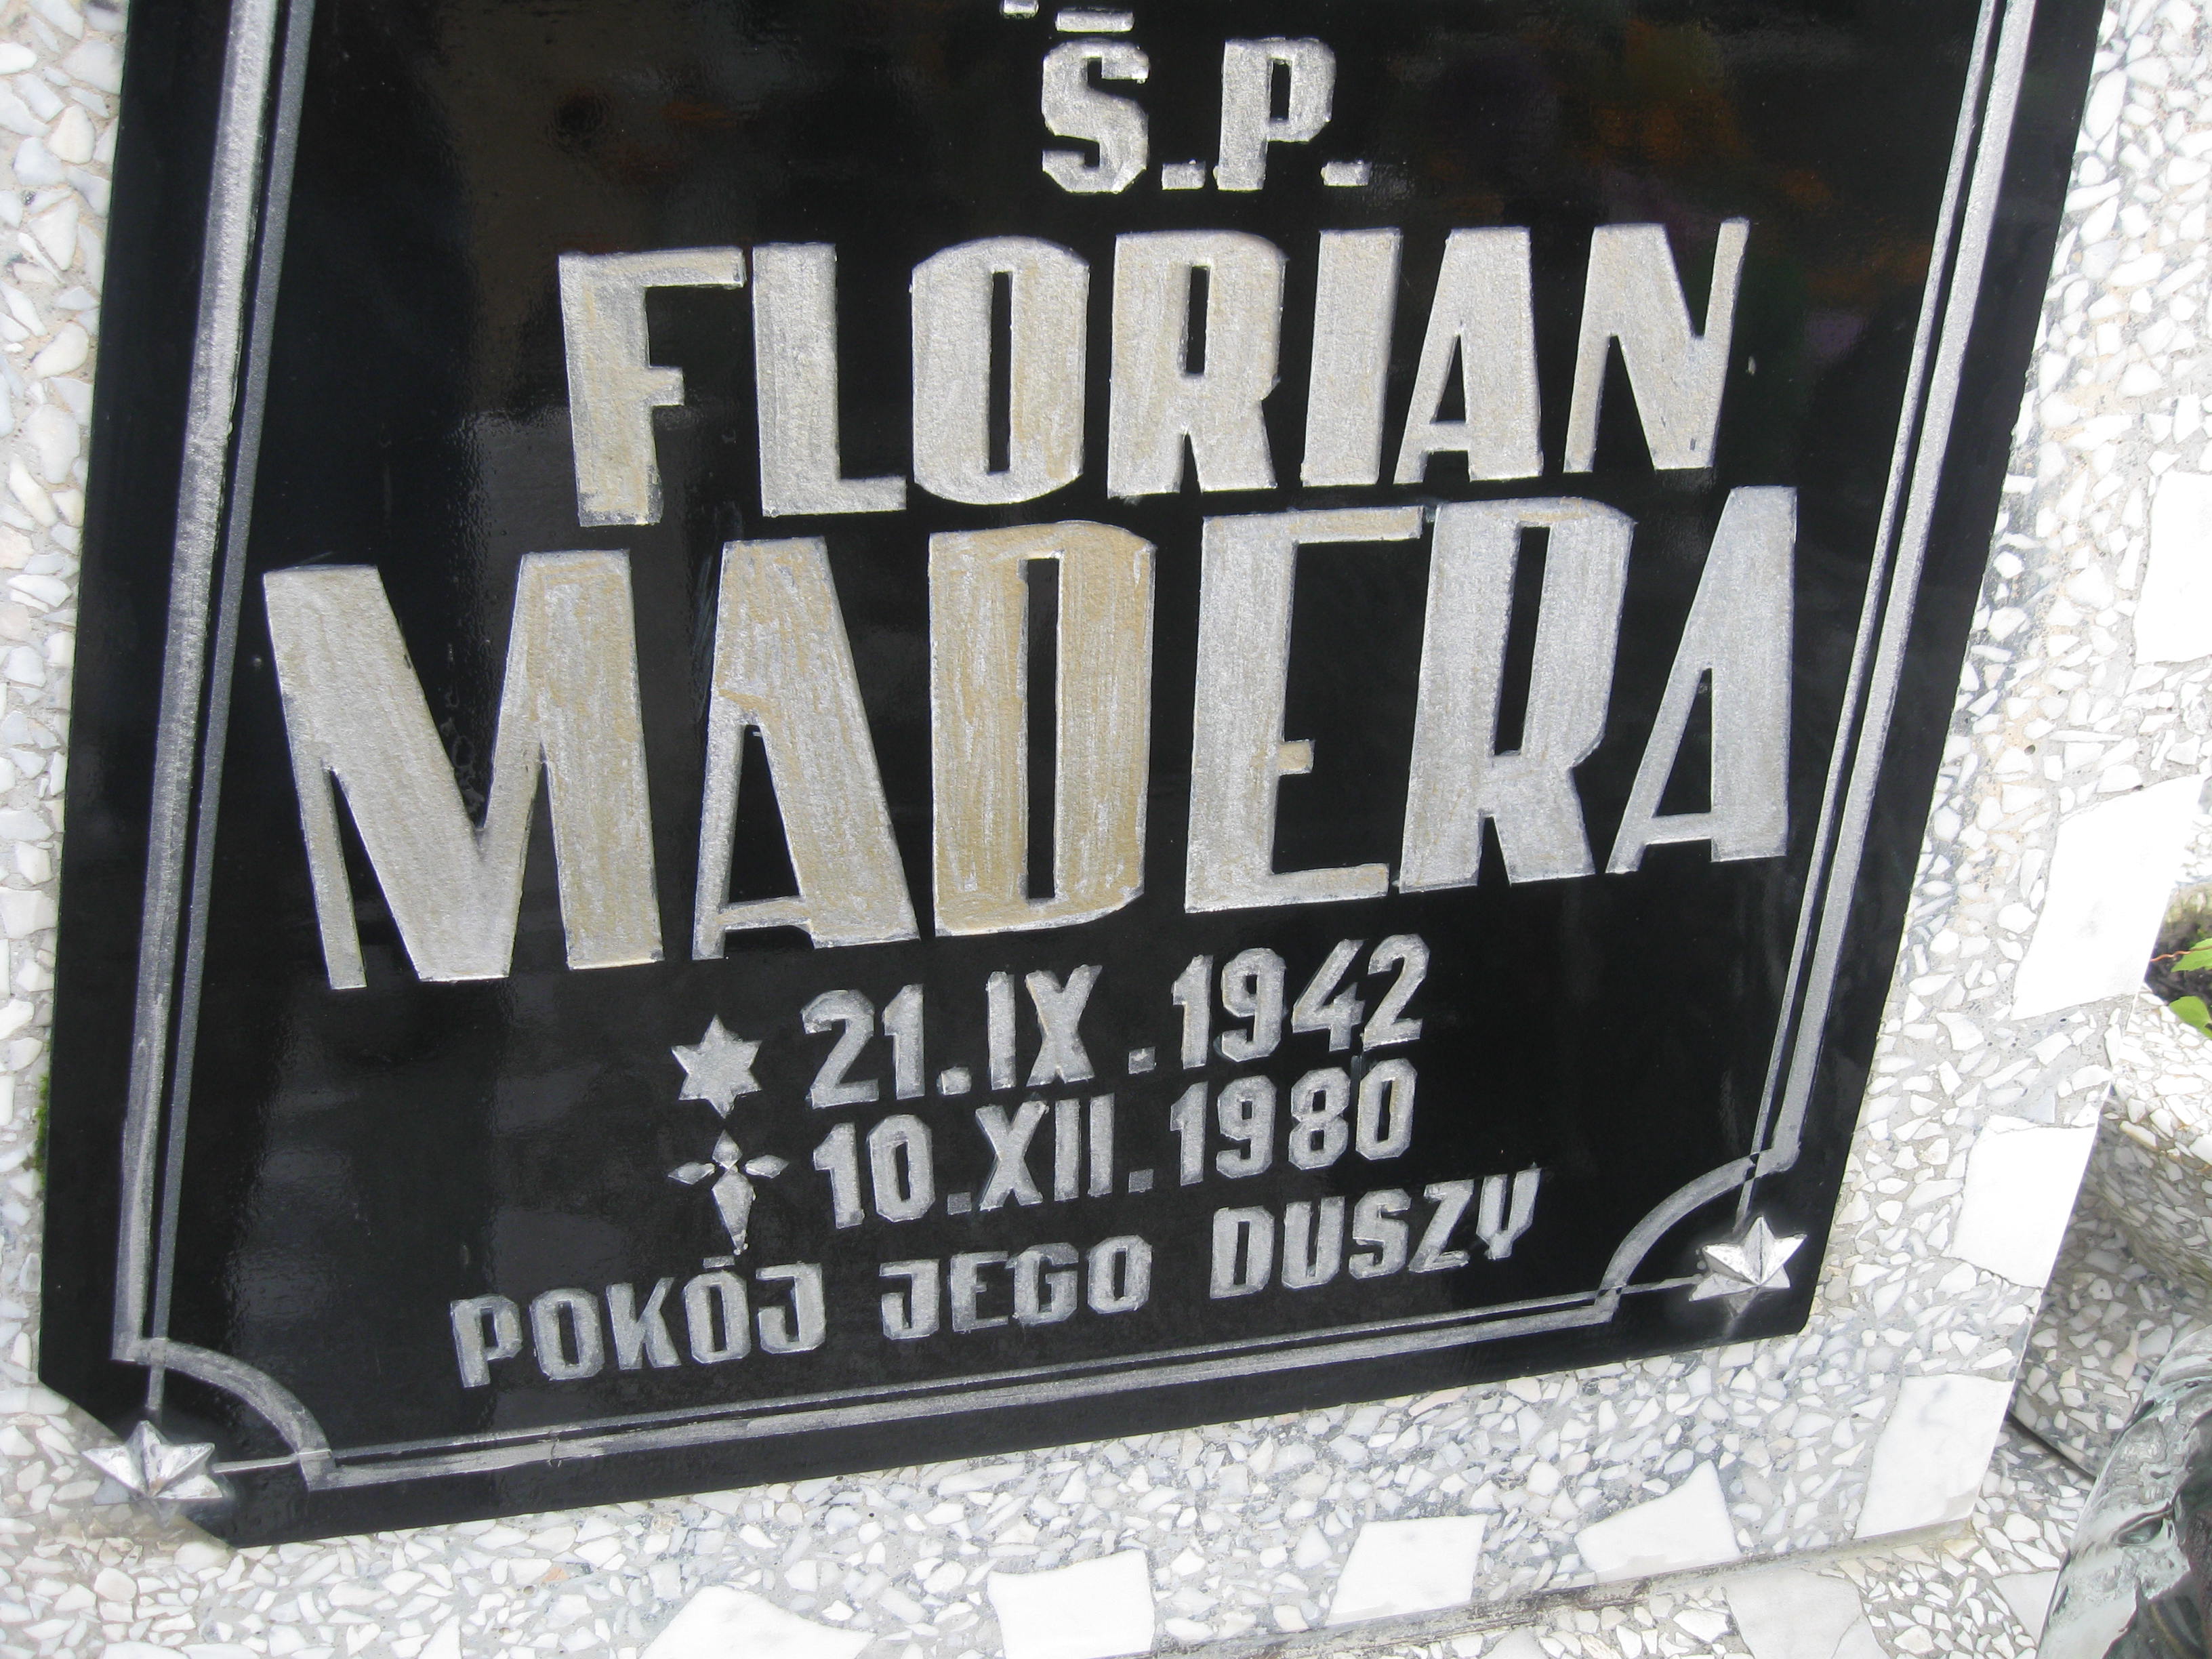 Ś.P.
FLORIAN
MADERA
21.IX.1942
10.XII.1980
POKÓJ JEGO DUSZY